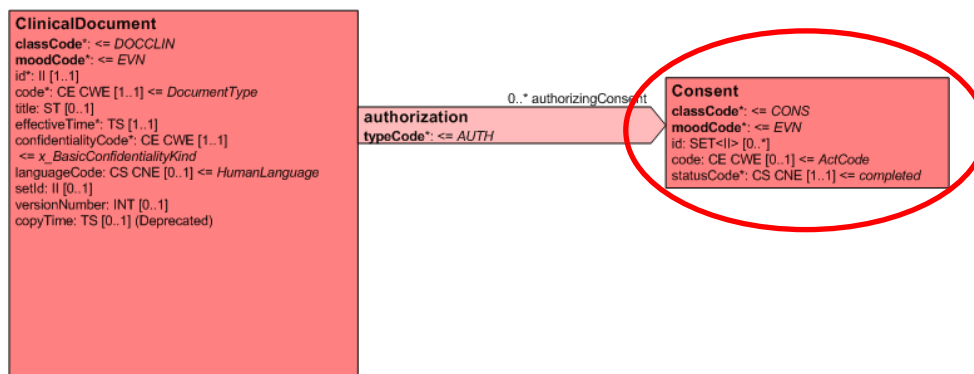 ClinicalDocument
classCode*: <= DOCCLIN
moodCode*: <= EVN
id*: II [1..1]
code*: CE CWE [1..1] <= DocumentType
title: ST [0..1]
effectiveTime*: TS [1..1]
confidentialityCode*: CE CWE [1..1]
<= x_BasicConfidentialityKind
languageCode: CS CNE [0..1] <= HumanLanguage
setId: II [0..1]
versionNumber: INT [0..1]
copyTime: TS [0..1] (Deprecated)
0..* authorizingConsent
authorization
typeCode*: <= AUTH
Consent
classCode*: <= CONS
moodCode*: <= EVN
id: SET<II> [0..*]
code: CE CWE [0..1] <= ActCode
statusCode*: CS CNE [1..1] <= completed